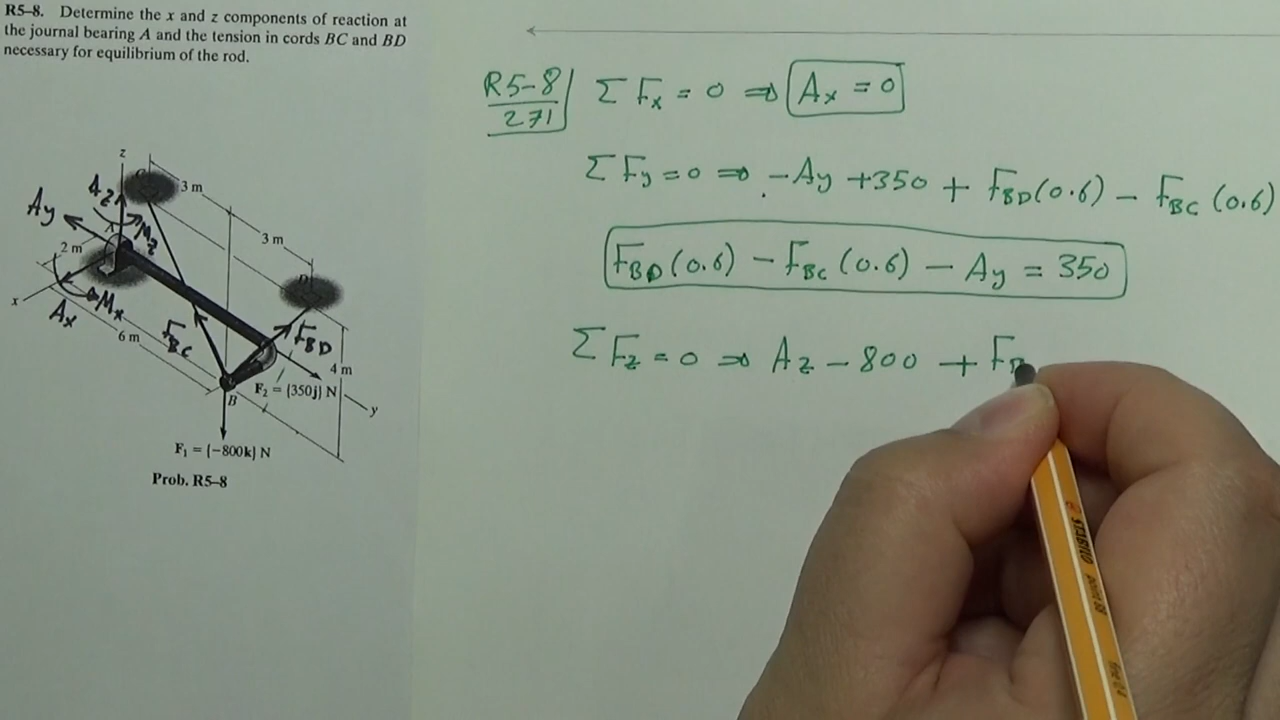 R5–8. Determine the x and z components of reaction at
the journal bearing A and the tension in cords BC and BD
necessary for equilibrium of the rod.
R5-8
271
Σ Fx = 0 ⇒ Ax = 0
Σ Fy = 0 ⇒ -Ay +350 + FBD(0.6) - FBC (0.6)
FBD (0.6) - FBC (0.6) - Ay = 350
Σ Fz = 0 ⇒ Az - 800 + F
z
C
3 m
Az
Ay
Mz
3 m
2 m
D
x
Mx
Ax
6 m
FBC
FBD
4 m
F2 = {350j} N
B
y
F1 = {−800k} N
Prob. R5–8